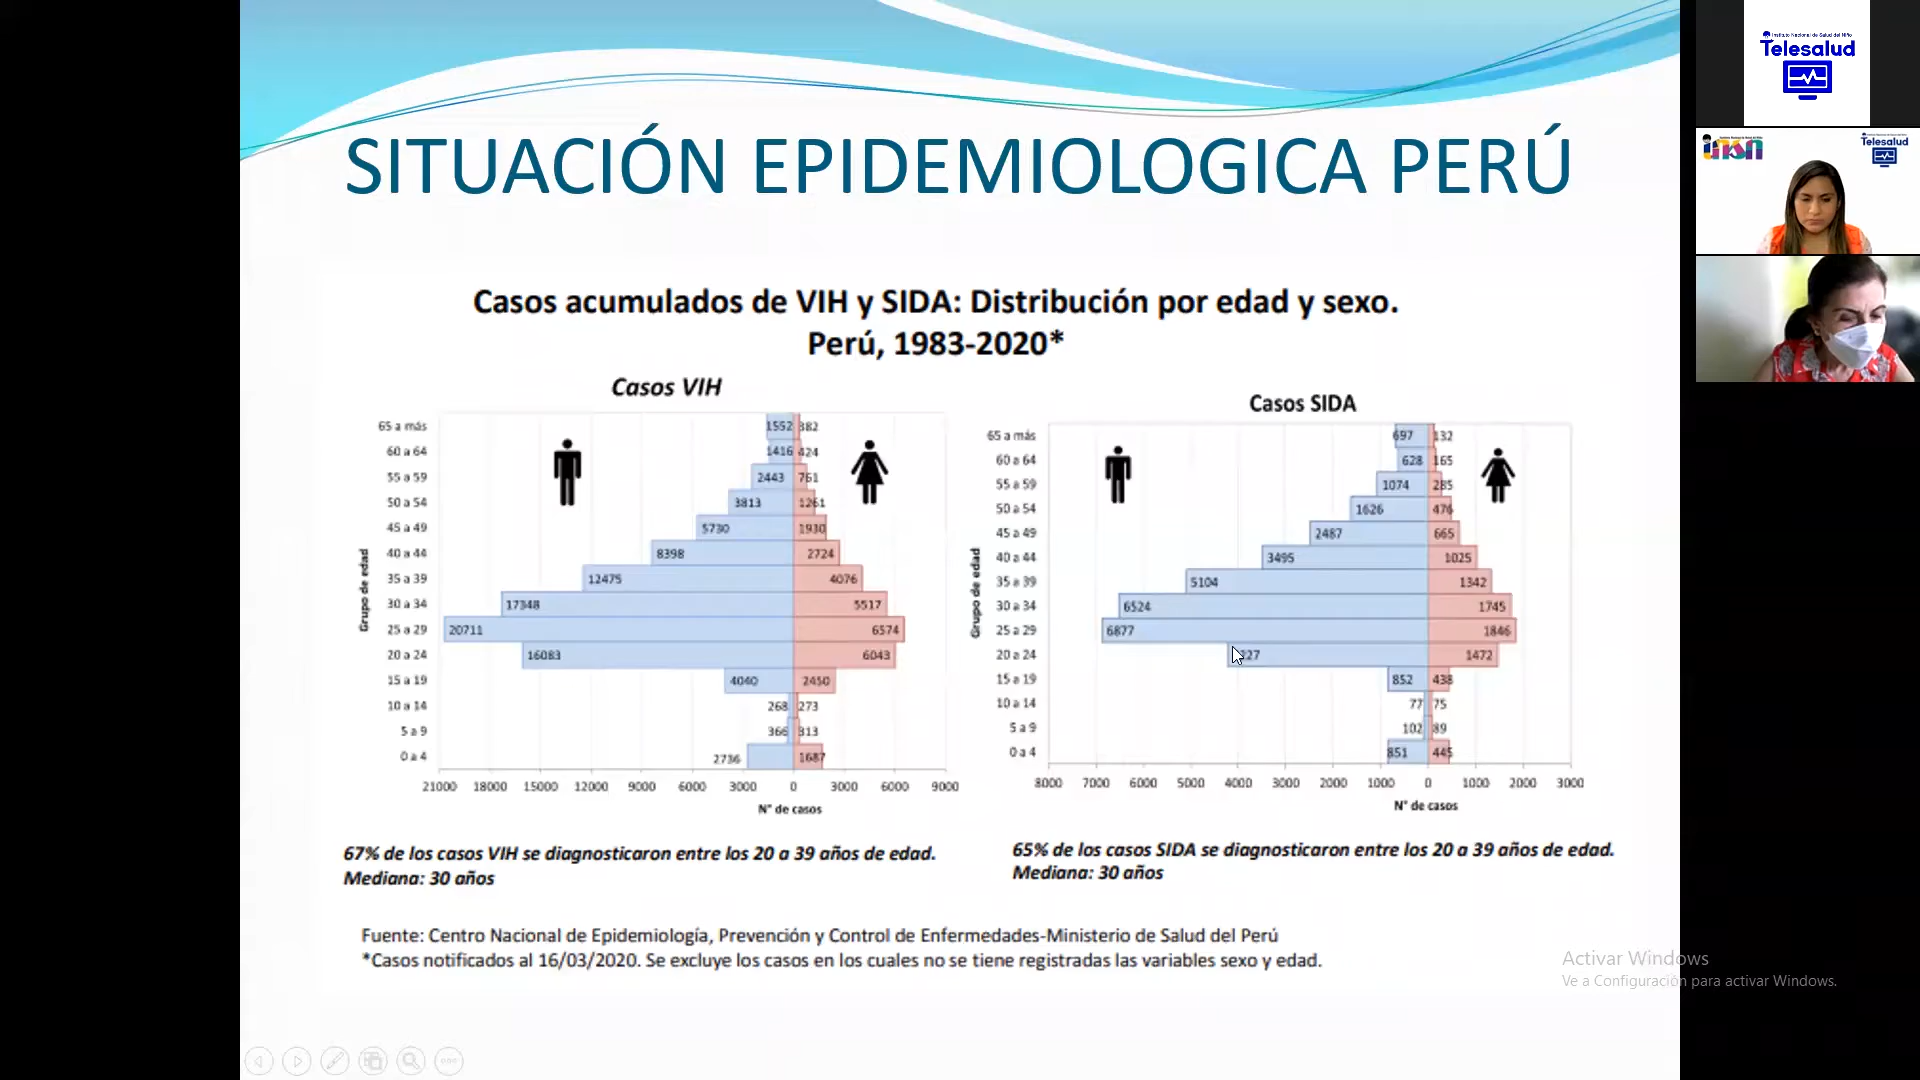 SITUACIÓN EPIDEMIOLOGICA PERÚ
Casos acumulados de VIH y SIDA: Distribución por edad y sexo.
Perú, 1983-2020*
Casos VIH
65 a más 1552 382
60 a 64 1416 424
55 a 59 2443 761
50 a 54 3813 1261
45 a 49 5730 1930
40 a 44 8398 2724
35 a 39 12475 4076
30 a 34 17348 5517
25 a 29 20711 6574
20 a 24 16083 6043
15 a 19 4040 2450
10 a 14 268 273
5 a 9 366 313
0 a 4 2736 1687
Grupo de edad
21000 18000 15000 12000 9000 6000 3000 0 3000 6000 9000
N° de casos
Casos SIDA
65 a más 697 132
60 a 64 628 165
55 a 59 1074 285
50 a 54 1626 476
45 a 49 2487 665
40 a 44 3495 1025
35 a 39 5104 1342
30 a 34 6524 1745
25 a 29 6877 1846
20 a 24 1472
15 a 19 852 438
10 a 14 77 75
5 a 9 102 89
0 a 4 851 445
Grupo de edad
8000 7000 6000 5000 4000 3000 2000 1000 0 1000 2000 3000
N° de casos
67% de los casos VIH se diagnosticaron entre los 20 a 39 años de edad.
Mediana: 30 años
65% de los casos SIDA se diagnosticaron entre los 20 a 39 años de edad.
Mediana: 30 años
Fuente: Centro Nacional de Epidemiología, Prevención y Control de Enfermedades-Ministerio de Salud del Perú
*Casos notificados al 16/03/2020. Se excluye los casos en los cuales no se tiene registradas las variables sexo y edad.
Activar Windows
Ve a Configuración para activar Windows.
Instituto Nacional de Salud del Niño
Telesalud
insn
Telesalud